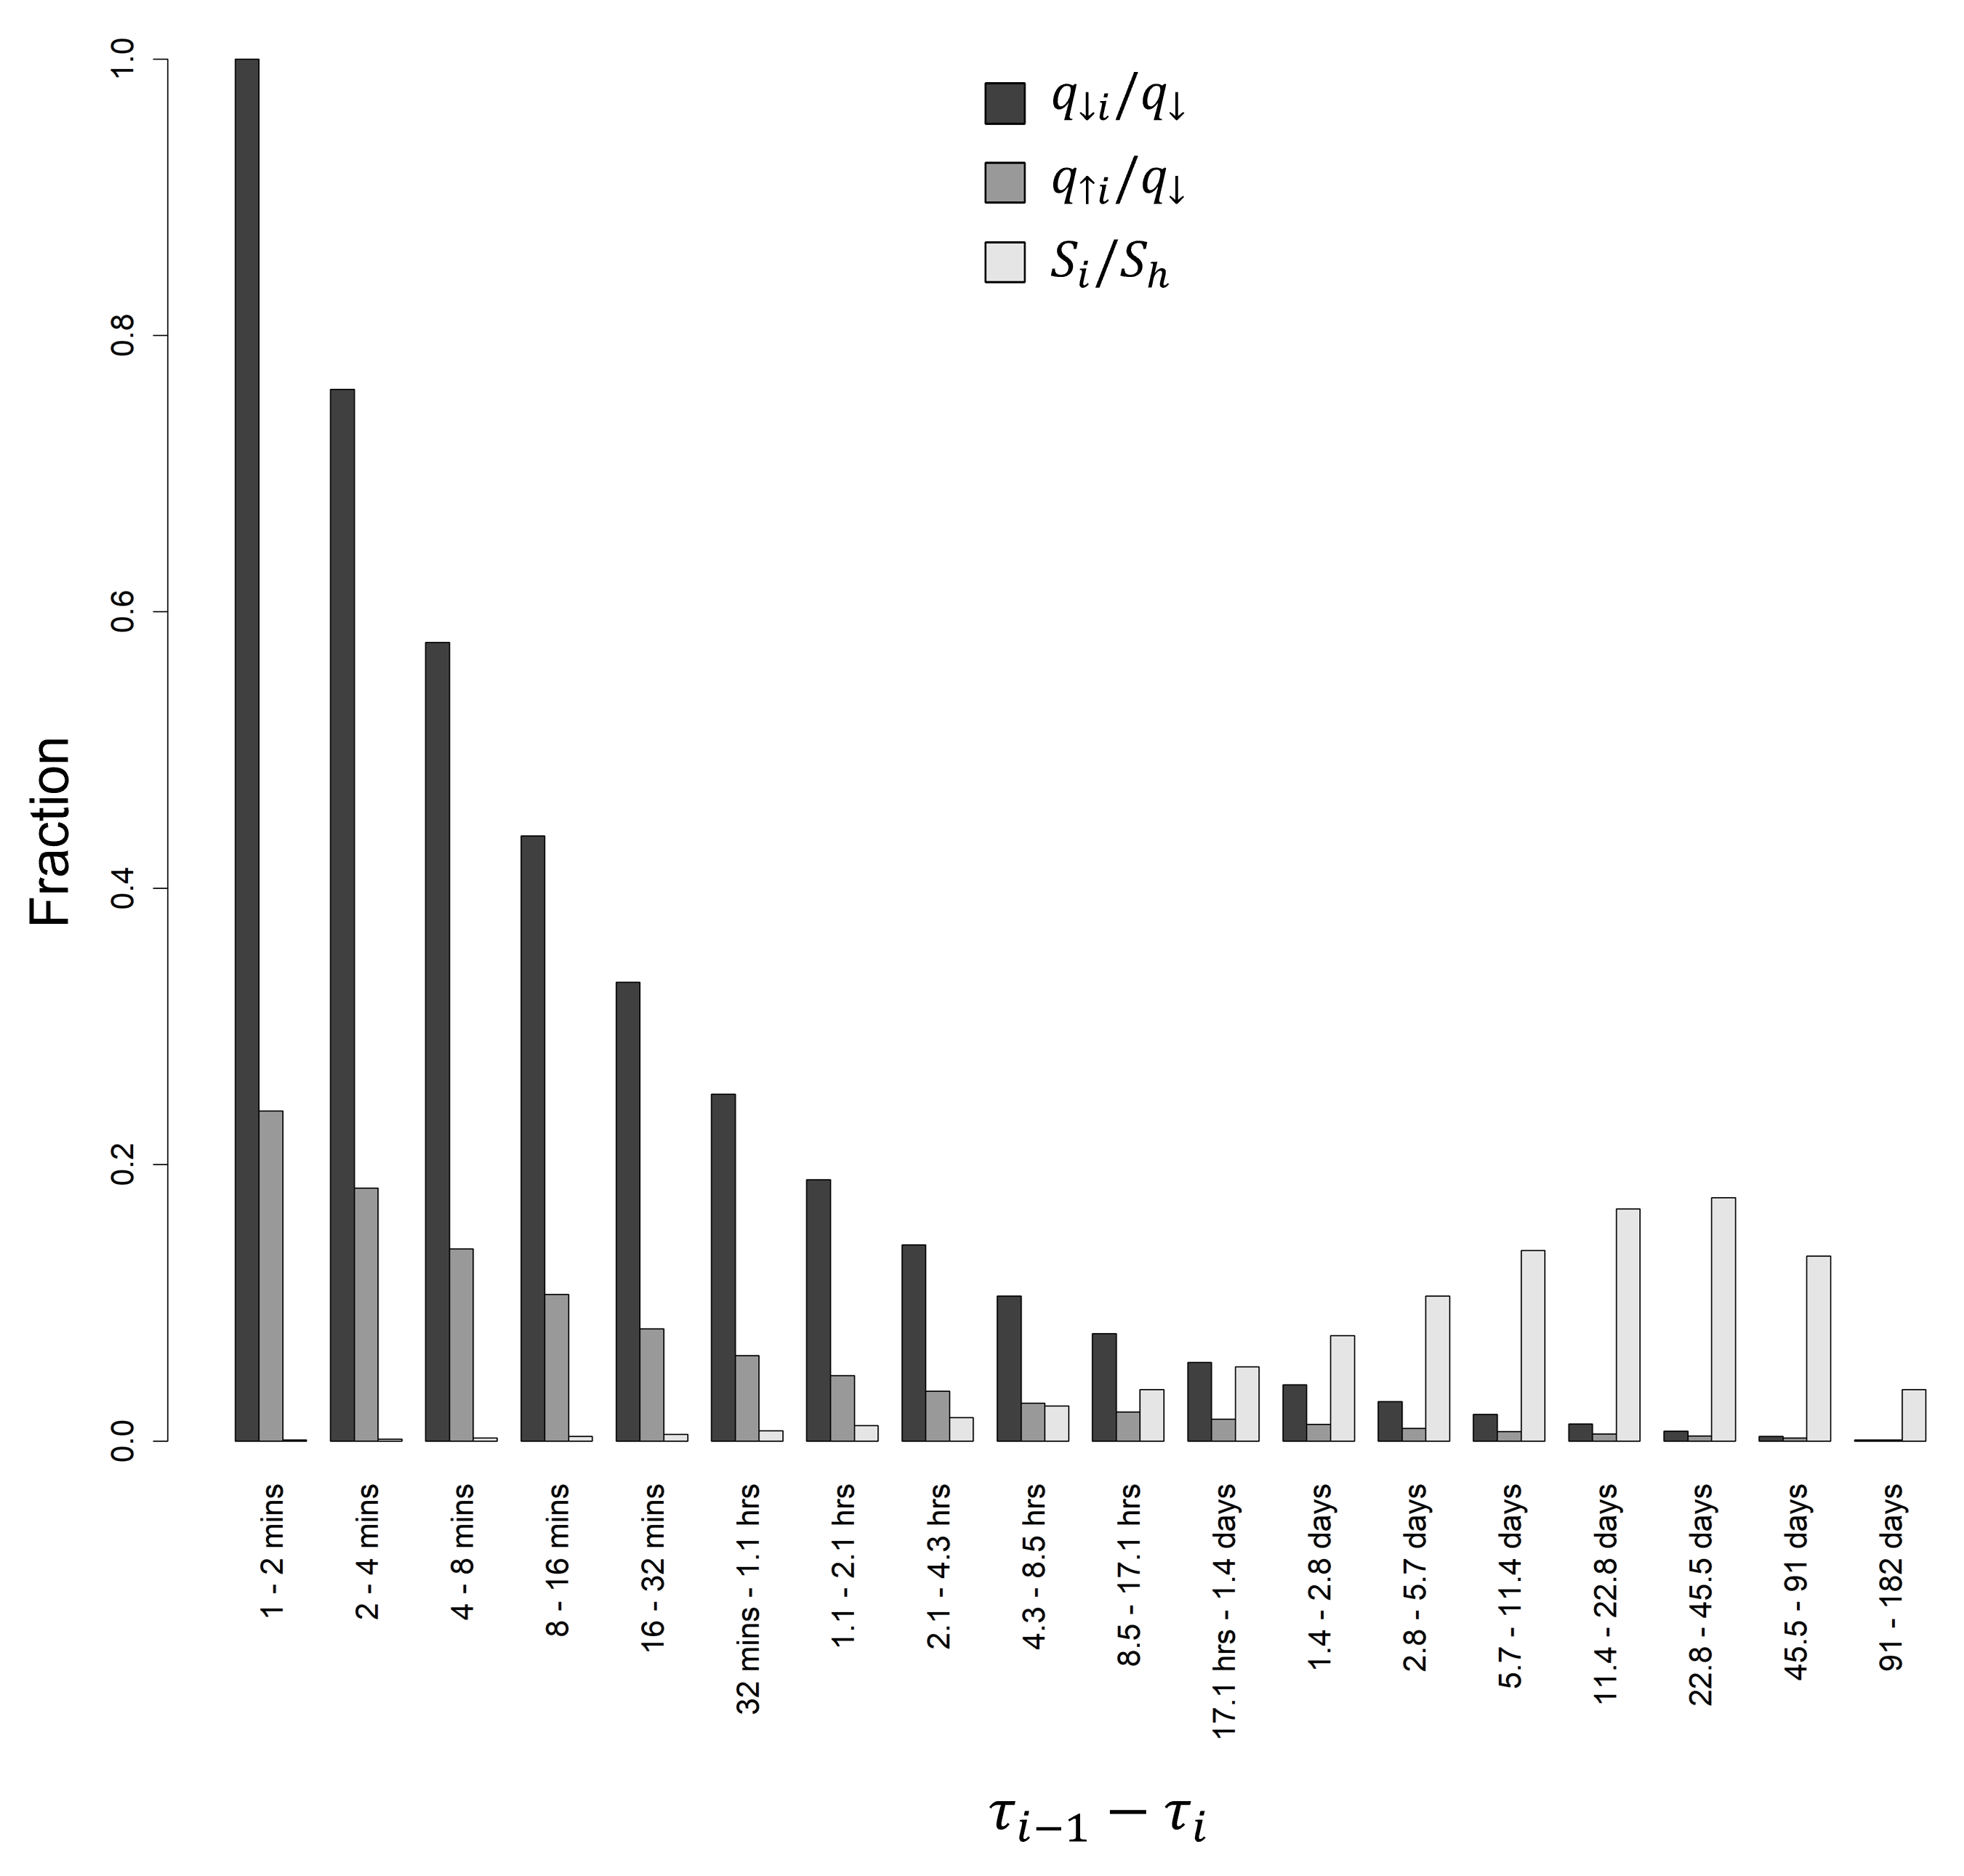 q↓i/q↓
q↑i/q↓
Si/Sh
Fraction
1.0
0.8
0.6
0.4
0.2
0.0
1 - 2 mins
2 - 4 mins
4 - 8 mins
8 - 16 mins
16 - 32 mins
32 mins - 1.1 hrs
1.1 - 2.1 hrs
2.1 - 4.3 hrs
4.3 - 8.5 hrs
8.5 - 17.1 hrs
17.1 hrs - 1.4 days
1.4 - 2.8 days
2.8 - 5.7 days
5.7 - 11.4 days
11.4 - 22.8 days
22.8 - 45.5 days
45.5 - 91 days
91 - 182 days
τi−1 − τi